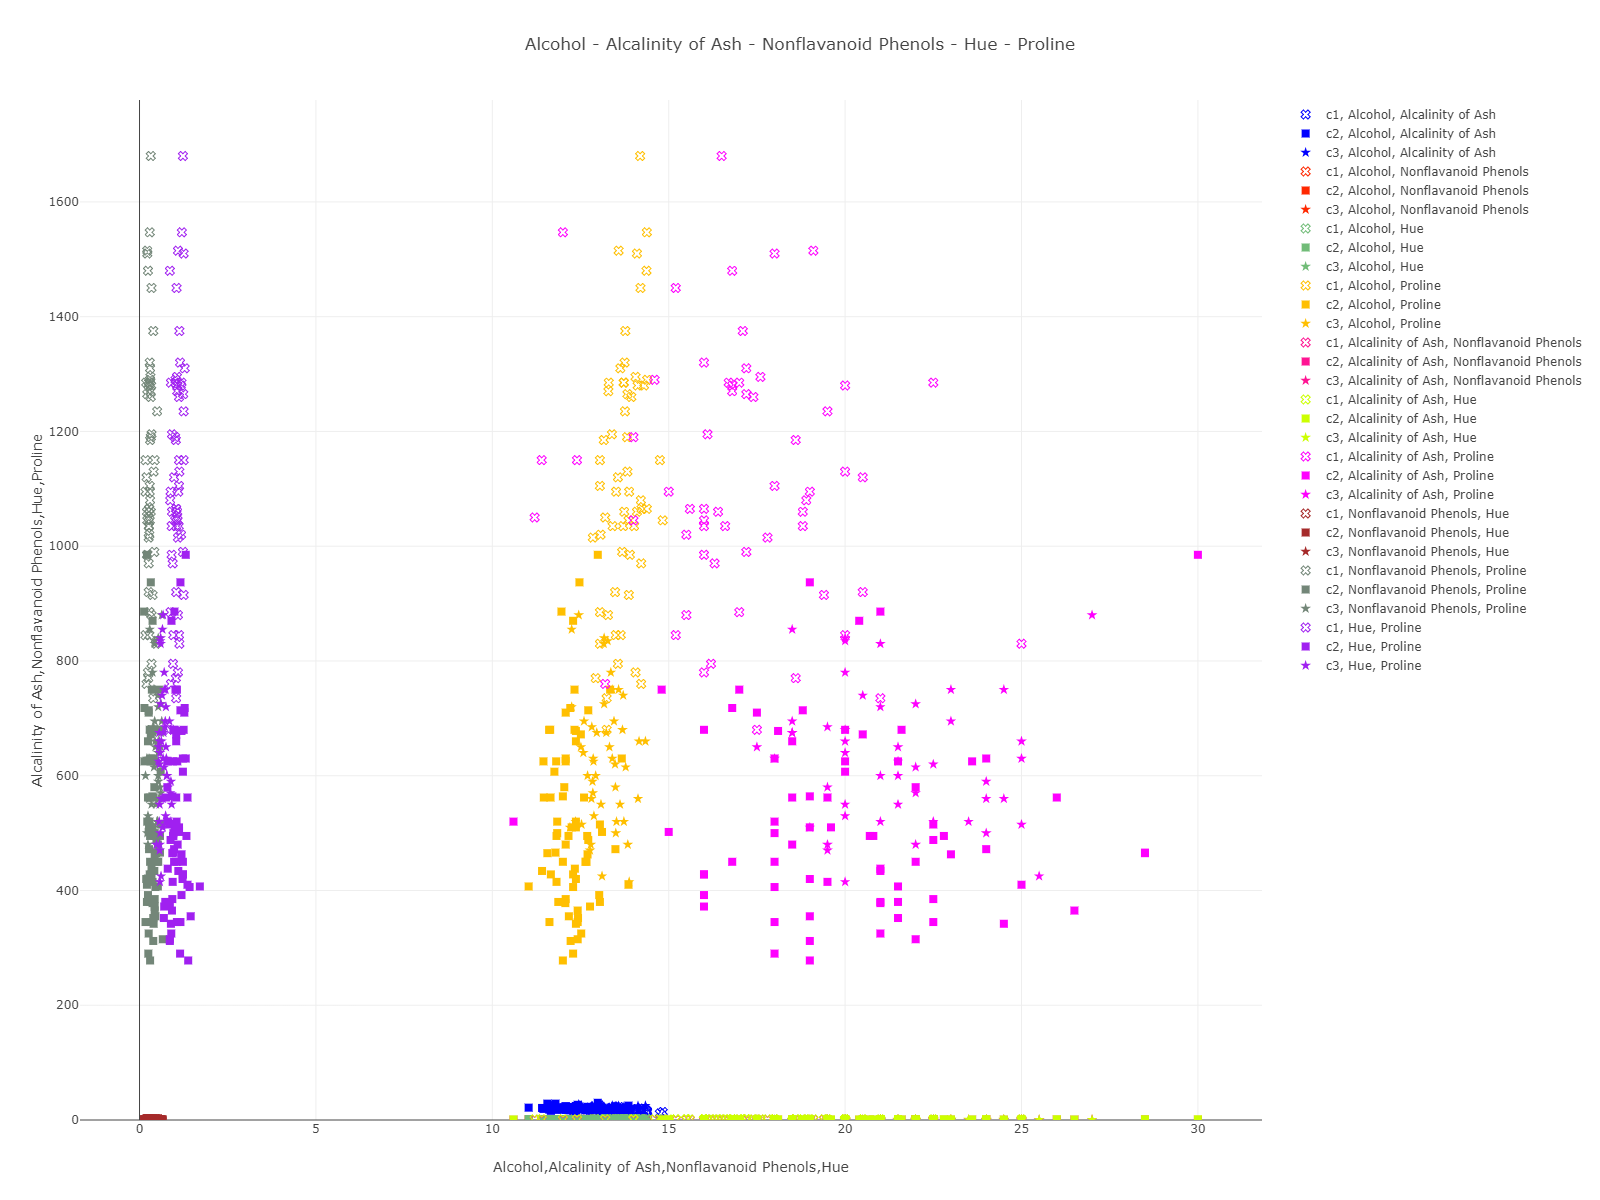 Alcohol - Alcalinity of Ash - Nonflavanoid Phenols - Hue - Proline
c1, Alcohol, Alcalinity of Ash
c2, Alcohol, Alcalinity of Ash
c3, Alcohol, Alcalinity of Ash
c1, Alcohol, Nonflavanoid Phenols
c2, Alcohol, Nonflavanoid Phenols
c3, Alcohol, Nonflavanoid Phenols
c1, Alcohol, Hue
c2, Alcohol, Hue
c3, Alcohol, Hue
c1, Alcohol, Proline
c2, Alcohol, Proline
c3, Alcohol, Proline
c1, Alcalinity of Ash, Nonflavanoid Phenols
c2, Alcalinity of Ash, Nonflavanoid Phenols
c3, Alcalinity of Ash, Nonflavanoid Phenols
c1, Alcalinity of Ash, Hue
c2, Alcalinity of Ash, Hue
c3, Alcalinity of Ash, Hue
c1, Alcalinity of Ash, Proline
c2, Alcalinity of Ash, Proline
c3, Alcalinity of Ash, Proline
c1, Nonflavanoid Phenols, Hue
c2, Nonflavanoid Phenols, Hue
c3, Nonflavanoid Phenols, Hue
c1, Nonflavanoid Phenols, Proline
c2, Nonflavanoid Phenols, Proline
c3, Nonflavanoid Phenols, Proline
c1, Hue, Proline
c2, Hue, Proline
c3, Hue, Proline
Alcalinity of Ash,Nonflavanoid Phenols,Hue,Proline
1600
1400
1200
1000
800
600
400
200
0
0 5 10 15 20 25 30
Alcohol,Alcalinity of Ash,Nonflavanoid Phenols,Hue